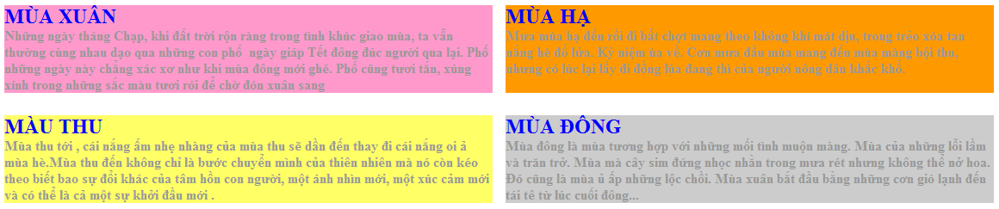 MÙA XUÂN
Những ngày tháng Chạp, khi đất trời rộn ràng trong tình khúc giao mùa, ta vẫn
thường cùng nhau dạo qua những con phố ngày giáp Tết đông đúc người qua lại. Phố
những ngày này chẳng xác xơ như khi mùa đông mới ghé. Phố cũng tươi tắn, xúng
xính trong những sắc màu tươi rói để chờ đón xuân sang
MÙA HẠ
Mưa mùa hạ đến rồi đi bất chợt mang theo không khí mát dịu, trong trẻo xóa tan
nắng hè đổ lửa. Ký niệm ùa về. Cơn mưa đầu mùa mang đến mùa màng bội thu,
nhưng có lúc lại lấy đi đồng lúa đang thì của người nông dân khắc khổ.
MÀU THU
Mùa thu tới , cái nắng ấm nhẹ nhàng của mùa thu sẽ dần đến thay đi cái nắng oi ả
mùa hè.Mùa thu đến không chỉ là bước chuyển mình của thiên nhiên mà nó còn kéo
theo biết bao sự đổi khác của tâm hồn con người, một ánh nhìn mới, một xúc cảm mới
và có thể là cả một sự khởi đầu mới .
MÙA ĐÔNG
Mùa đông là mùa tương hợp với những mối tình muộn màng. Mùa của những lỗi lầm
và trăn trở. Mùa mà cây sim đứng nhọc nhằn trong mưa rét nhưng không thể nở hoa.
Đó cũng là mùa ủ ấp những lộc chồi. Mùa xuân bắt đầu bằng những cơn gió lạnh đến
tái tê từ lúc cuối đông...